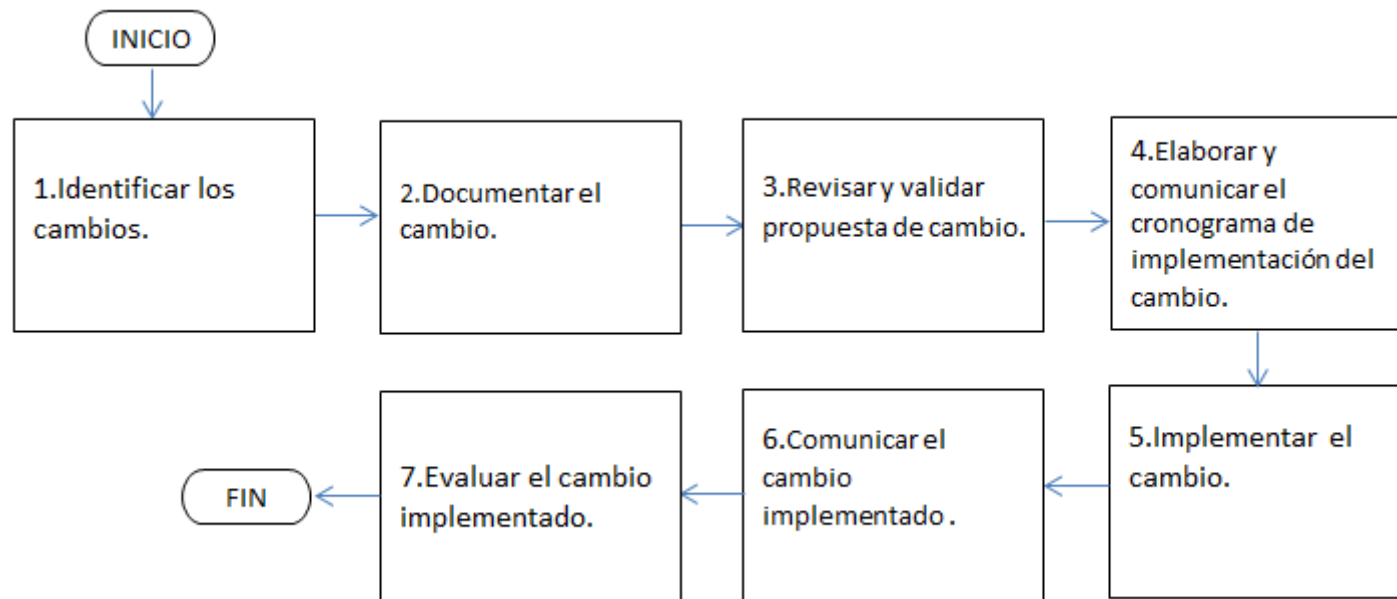 INICIO
1.Identificar los
cambios.
2.Documentar el
cambio.
3.Revisar y validar
propuesta de cambio.
4.Elaborar y
comunicar el
cronograma de
implementación del
cambio.
5.Implementar el
cambio.
6.Comunicar el
cambio
implementado .
7.Evaluar el cambio
implementado.
FIN